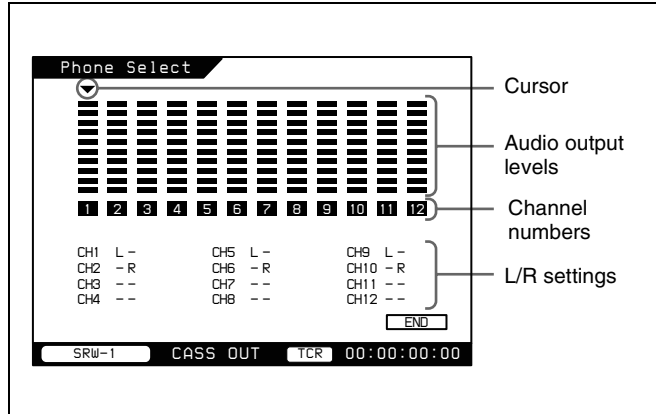 Phone Select
Cursor
Audio output
levels
1 2 3 4 5 6 7 8 9 10 11 12
Channel
numbers
CH1 L - CH5 L - CH9 L -
CH2 - R CH6 - R CH10 - R
CH3 - - CH7 - - CH11 - -
CH4 - - CH8 - - CH12 - -
L/R settings
END
SRW-1 CASS OUT TCR 00:00:00:00